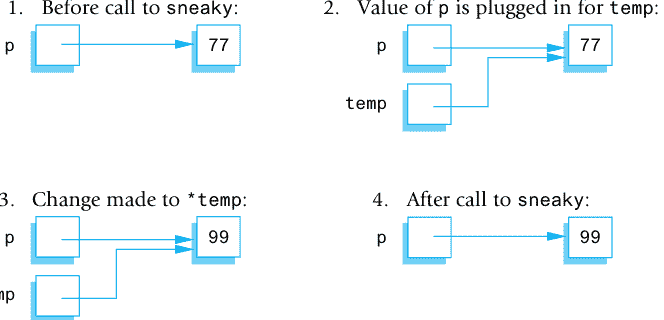 1. Before call to sneaky:
p 77
2. Value of p is plugged in for temp:
p 77
temp
3. Change made to *temp:
p 99
mp
4. After call to sneaky:
p 99